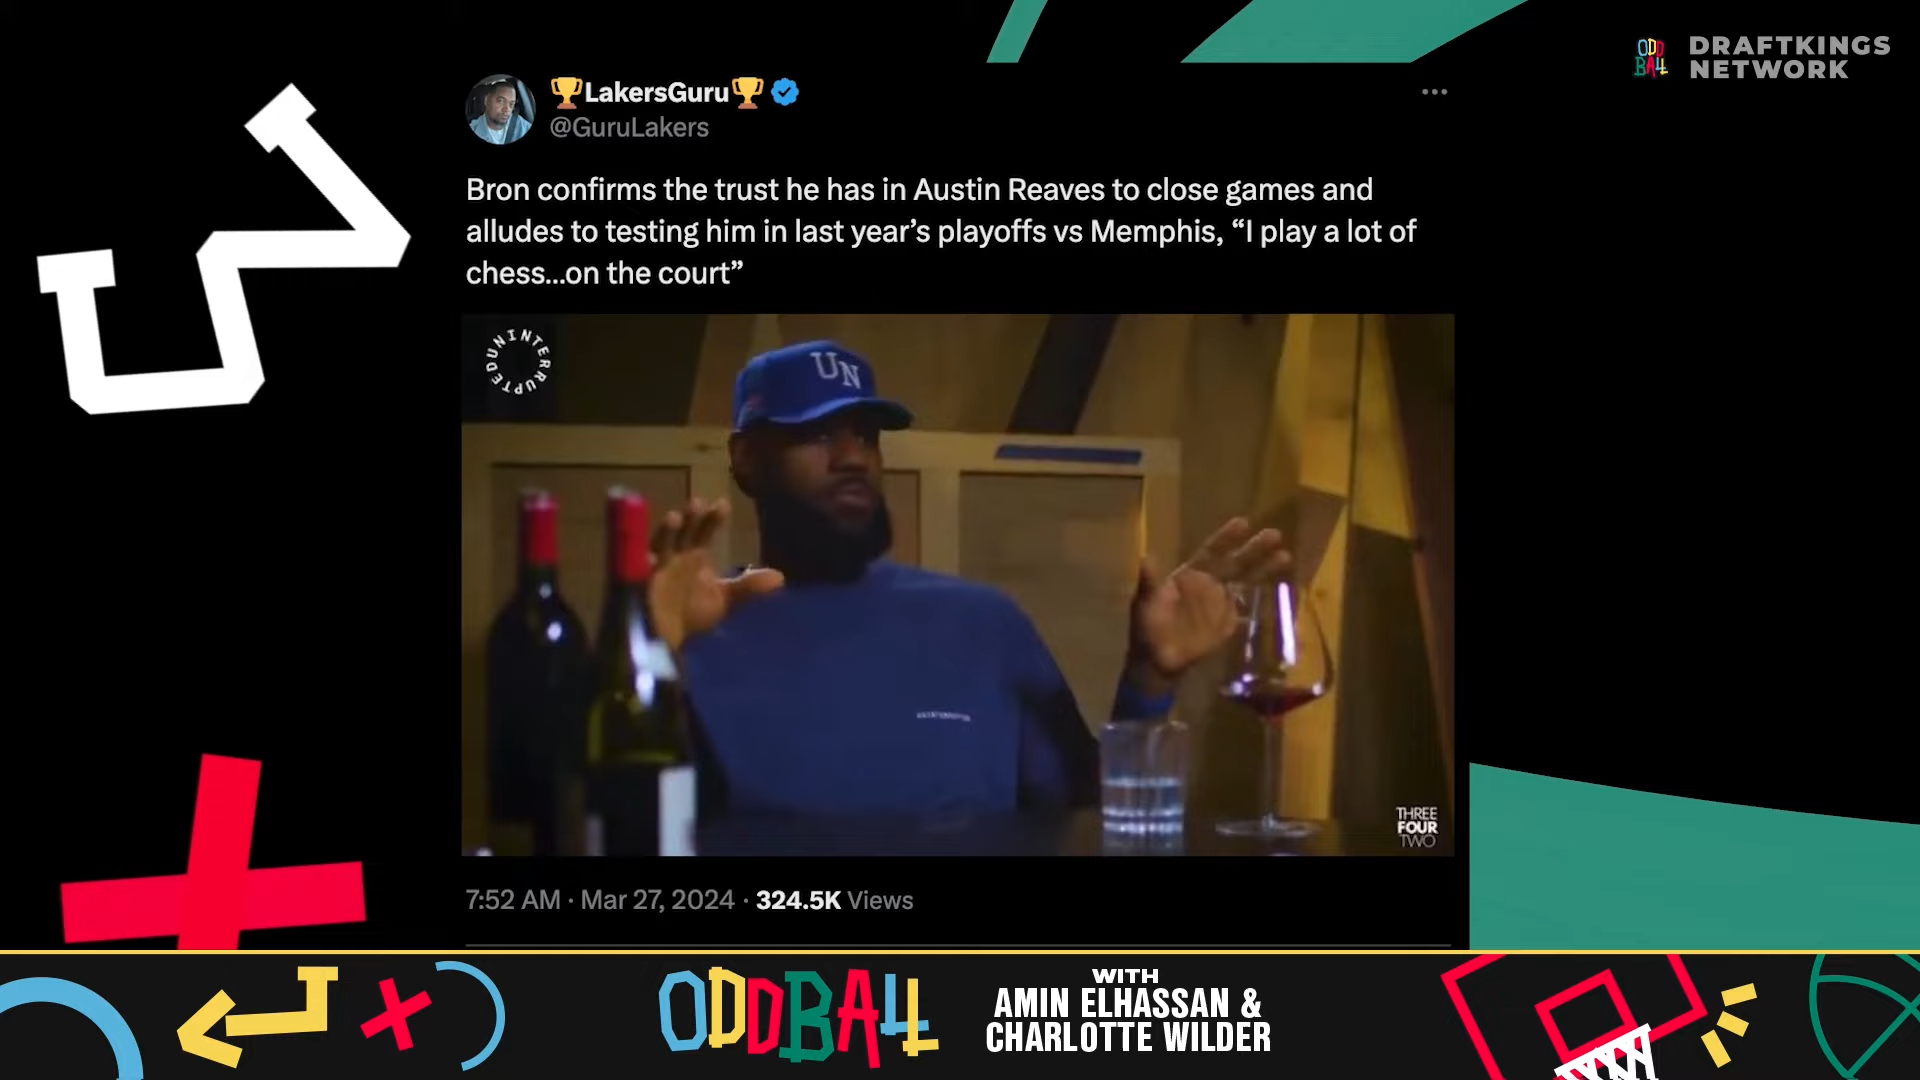 ODD
BALL
DRAFTKINGS
NETWORK
🏆LakersGuru🏆
@GuruLakers
Bron confirms the trust he has in Austin Reaves to close games and
alludes to testing him in last year’s playoffs vs Memphis, “I play a lot of
chess...on the court”
UNINTERRUPTED
UN
THREE
FOUR
TWO
7:52 AM · Mar 27, 2024 · 324.5K Views
ODDBALL
WITH
AMIN ELHASSAN &
CHARLOTTE WILDER